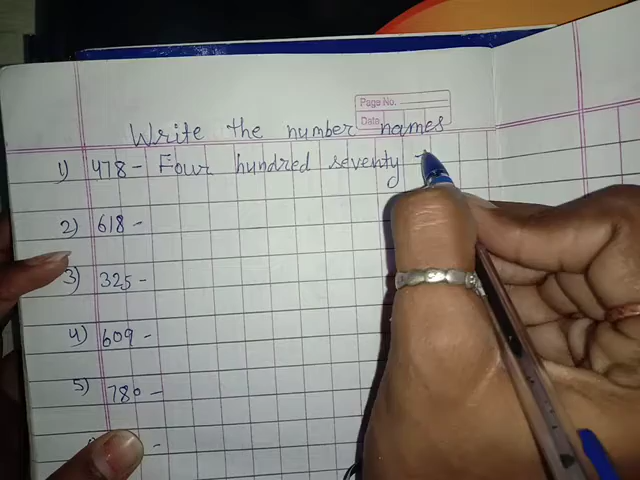 Page No.
Date
Write the number names
1) 478 - Four hundred seventy
2) 618 -
3) 325 -
4) 609 -
5) 780 -